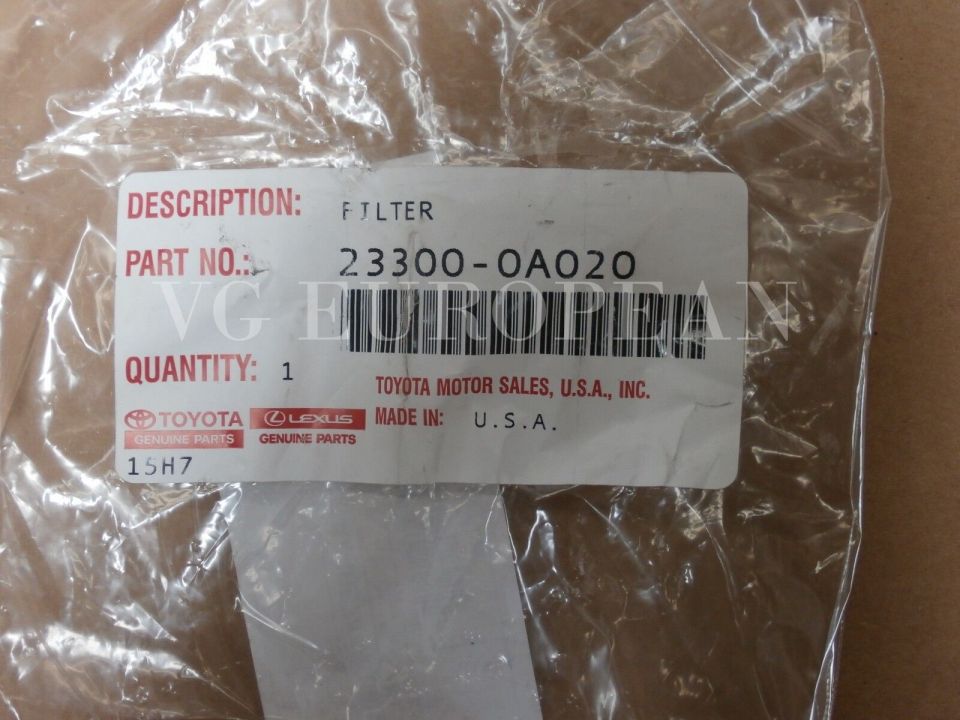 DESCRIPTION: FILTER
PART NO.: 23300-0A020
VG EUROPEAN
QUANTITY: 1
TOYOTA MOTOR SALES, U.S.A., INC.
MADE IN: U.S.A.
TOYOTA LEXUS
GENUINE PARTS GENUINE PARTS
15H7